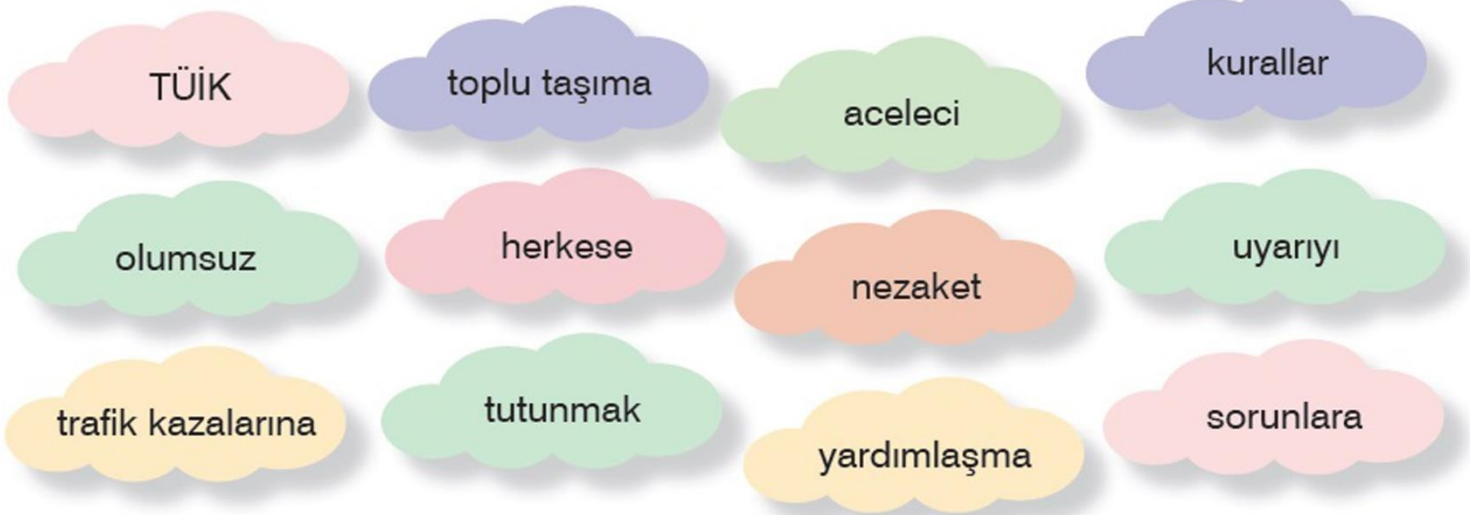 TÜİK
toplu taşıma
aceleci
kurallar
olumsuz
herkese
nezaket
uyarıyı
trafik kazalarına
tutunmak
yardımlaşma
sorunlara